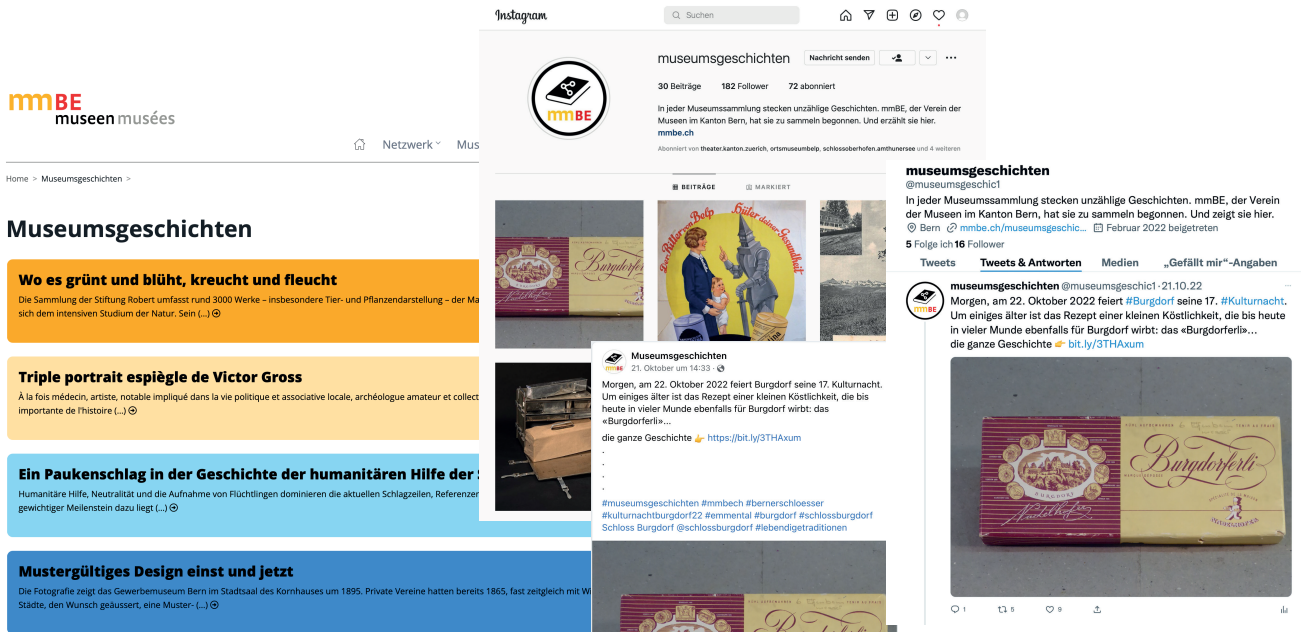 mmBE
museen musées
Netzwerk
Mus
Home > Museumsgeschichten >
Museumsgeschichten
Wo es grünt und blüht, kreucht und fleucht
Die Sammlung der Stiftung Robert umfasst rund 3000 Werke – insbesondere Tier- und Pflanzendarstellung – der Ma
sich dem intensiven Studium der Natur. Sein (...)
Triple portrait espiègle de Victor Gross
À la fois médecin, artiste, notable impliqué dans la vie politique et associative locale, archéologue amateur et collect
importante de l'histoire (...)
Ein Paukenschlag in der Geschichte der humanitären Hilfe der
Humanitäre Hilfe, Neutralität und die Aufnahme von Flüchtlingen dominieren die aktuellen Schlagzeilen, Referenzen
gewichtiger Meilenstein dazu liegt (...)
Mustergültiges Design einst und jetzt
Die Fotografie zeigt das Gewerbemuseum Bern im Stadtsaal des Kornhauses um 1895. Private Vereine hatten bereits 1865, fast zeitgleich mit Wi
Städte, den Wunsch geäussert, eine Muster- (...)
Instagram
Suchen
museumsgeschichten
Nachricht senden
30 Beiträge 182 Follower 72 abonniert
In jeder Museumssammlung stecken unzählige Geschichten. mmBE, der Verein der
Museen im Kanton Bern, hat sie zu sammeln begonnen. Und erzählt sie hier.
mmbe.ch
Abonniert von theater.kanton.zuerich, ortsmuseumbelp, schlossoberhofen.amthunersee und 4 weiteren
mmBE
BEITRÄGE
MARKIERT
Burgdorfer
BURGDORF
Der Ritter von Belp
Hüter deiner Gesundheit
Museumsgeschichten
21. Oktober um 14:33 ·
Morgen, am 22. Oktober 2022 feiert Burgdorf seine 17. Kulturnacht.
Um einiges älter ist das Rezept einer kleinen Köstlichkeit, die bis
heute in vieler Munde ebenfalls für Burgdorf wirbt: das
«Burgdorferli»...
die ganze Geschichte 👉 https://bit.ly/3THAxum
.
.
.
.
#museumsgeschichten #mmbech #bernerschloesser
#kulturnachtburgdorf22 #emmental #burgdorf #schlossburgdorf
Schloss Burgdorf @schlossburgdorf #lebendigetraditionen
museumsgeschichten
@museumsgeschic1
In jeder Museumssammlung stecken unzählige Geschichten. mmBE, der Verein
der Museen im Kanton Bern, hat sie zu sammeln begonnen. Und zeigt sie hier.
Bern mmbe.ch/museumsgeschic... Februar 2022 beigetreten
5 Folge ich 16 Follower
Tweets
Tweets & Antworten
Medien
„Gefällt mir“-Angaben
mmBE
museumsgeschichten @museumsgeschic1 · 21.10.22
Morgen, am 22. Oktober 2022 feiert #Burgdorf seine 17. #Kulturnacht.
Um einiges älter ist das Rezept einer kleinen Köstlichkeit, die bis heute
in vieler Munde ebenfalls für Burgdorf wirbt: das «Burgdorferli»...
die ganze Geschichte 👉 bit.ly/3THAxum
Burgdorferli
BURGDORF
1
5
9